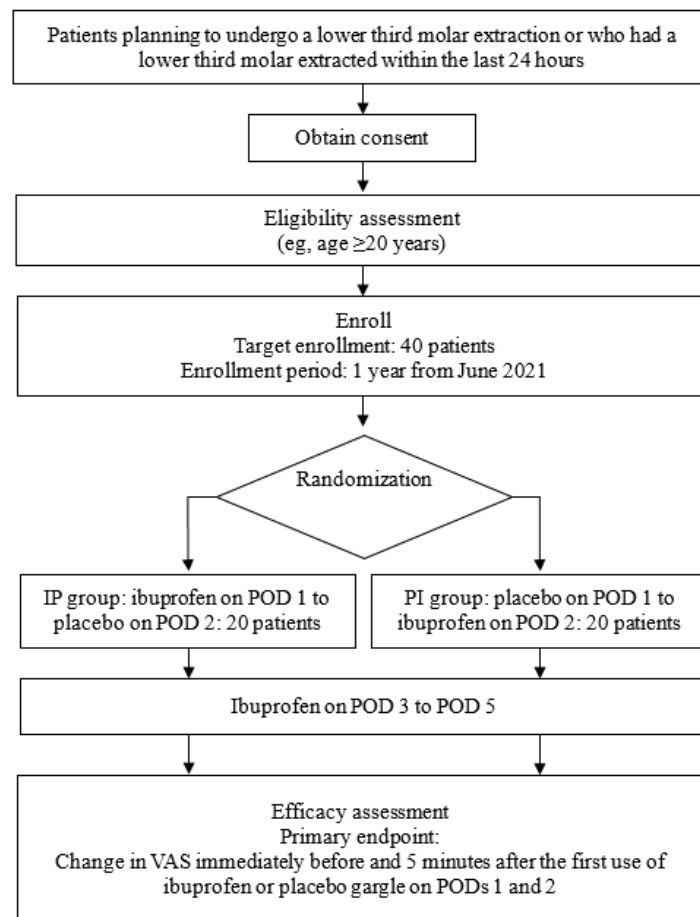 Patients planning to undergo a lower third molar extraction or who had a
lower third molar extracted within the last 24 hours
Obtain consent
Eligibility assessment
(eg, age ≥20 years)
Enroll
Target enrollment: 40 patients
Enrollment period: 1 year from June 2021
Randomization
IP group: ibuprofen on POD 1 to
placebo on POD 2: 20 patients
PI group: placebo on POD 1 to
ibuprofen on POD 2: 20 patients
Ibuprofen on POD 3 to POD 5
Efficacy assessment
Primary endpoint:
Change in VAS immediately before and 5 minutes after the first use of
ibuprofen or placebo gargle on PODs 1 and 2